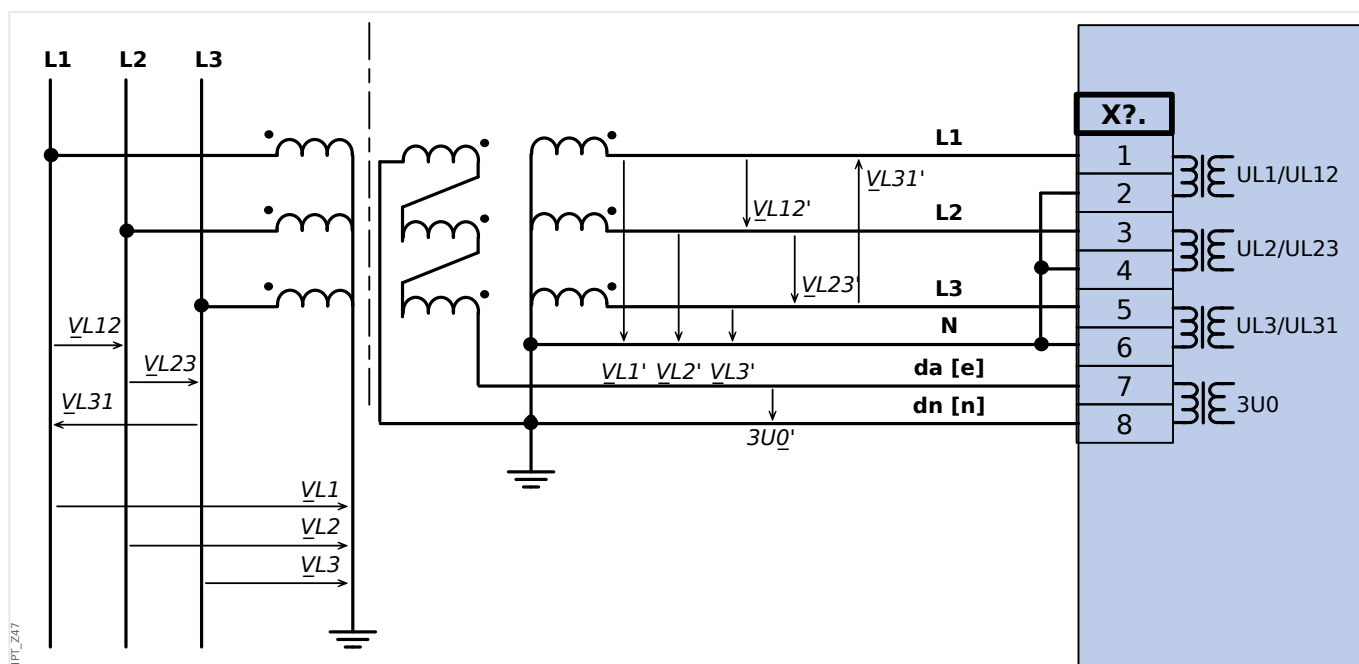 L1 L2 L3
X?.
L1
1
UL1/UL12
VL31'
2
VL12'
L2
3
UL2/UL23
4
VL23'
L3
5
N
UL3/UL31
VL12
6
VL23
VL1' VL2' VL3'
da [e]
7
VL31
dn [n]
3U0
8
3U0'
VL1
VL2
VL3
IPT_Z47